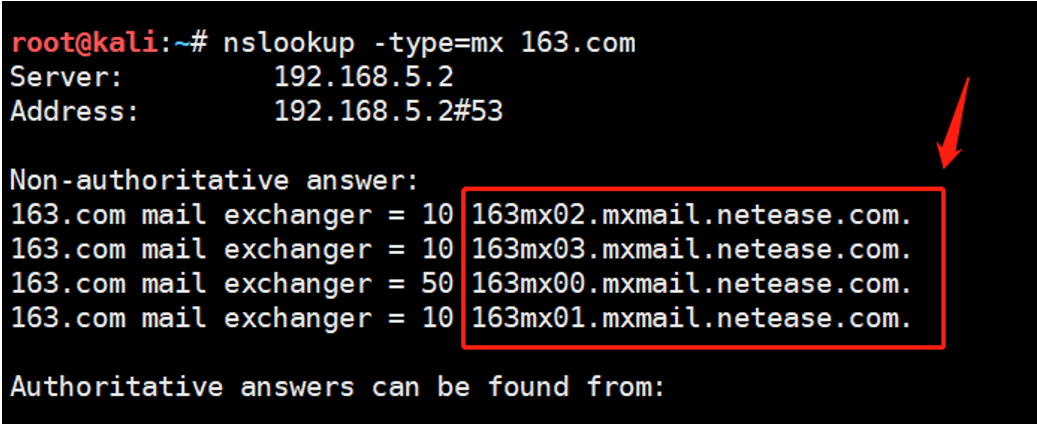 root@kali:~# nslookup -type=mx 163.com
Server:         192.168.5.2
Address:        192.168.5.2#53
Non-authoritative answer:
163.com mail exchanger = 10 163mx02.mxmail.netease.com.
163.com mail exchanger = 10 163mx03.mxmail.netease.com.
163.com mail exchanger = 50 163mx00.mxmail.netease.com.
163.com mail exchanger = 10 163mx01.mxmail.netease.com.
Authoritative answers can be found from: